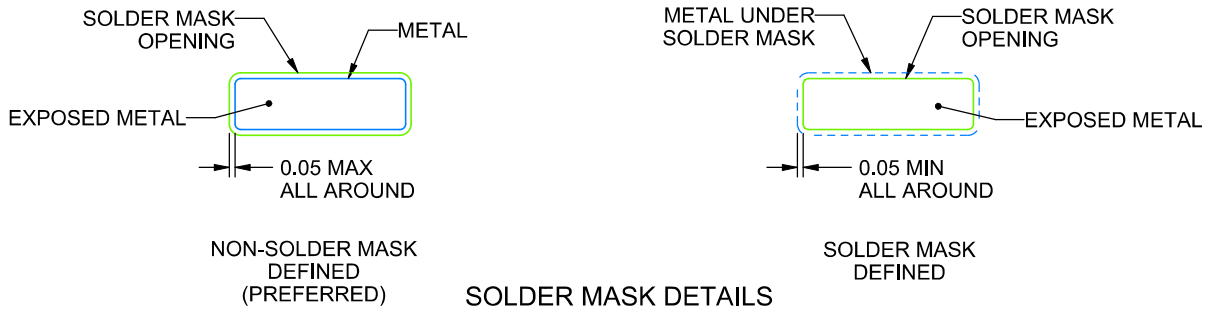 SOLDER MASK
OPENING
METAL
EXPOSED METAL
0.05 MAX
ALL AROUND
NON-SOLDER MASK
DEFINED
(PREFERRED)
METAL UNDER
SOLDER MASK
SOLDER MASK
OPENING
EXPOSED METAL
0.05 MIN
ALL AROUND
SOLDER MASK
DEFINED
SOLDER MASK DETAILS